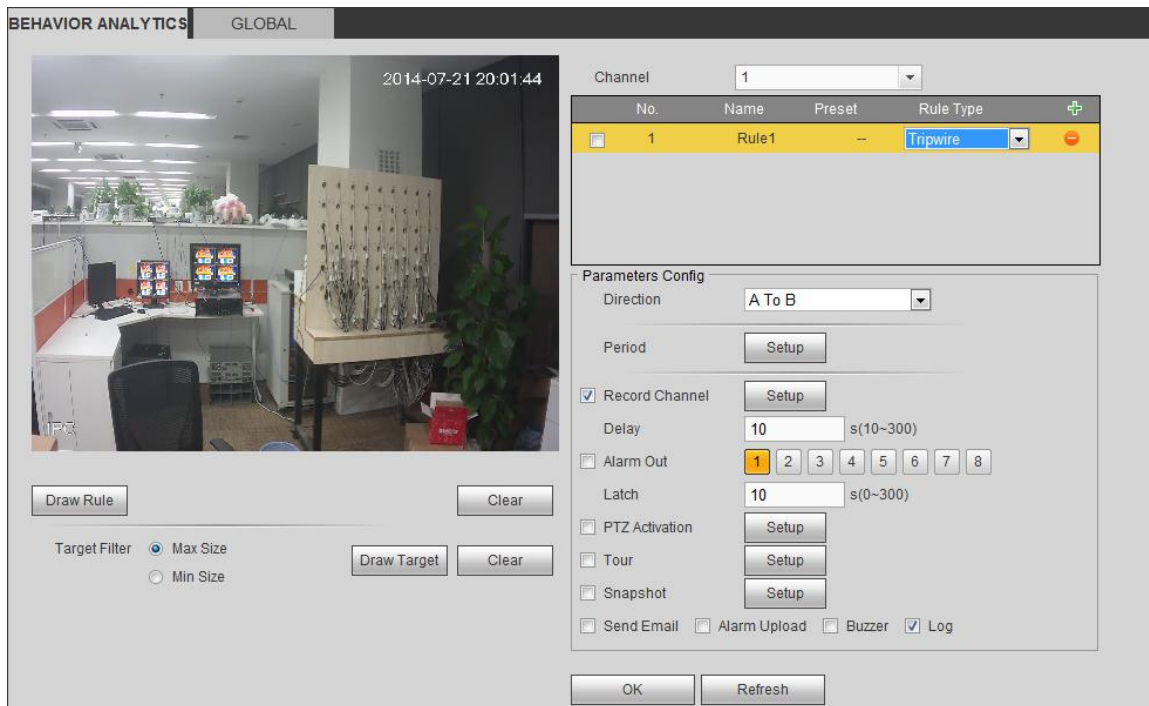 BEHAVIOR ANALYTICS GLOBAL
2014-07-21 20:01:44
IPC
Draw Rule Clear
Target Filter Max Size Draw Target Clear
Min Size
Channel 1
No. Name Preset Rule Type
1 Rule1 -- Tripwire
Parameters Config
Direction A To B
Period Setup
Record Channel Setup
Delay 10 s(10~300)
Alarm Out 1 2 3 4 5 6 7 8
Latch 10 s(0~300)
PTZ Activation Setup
Tour Setup
Snapshot Setup
Send Email Alarm Upload Buzzer Log
OK Refresh